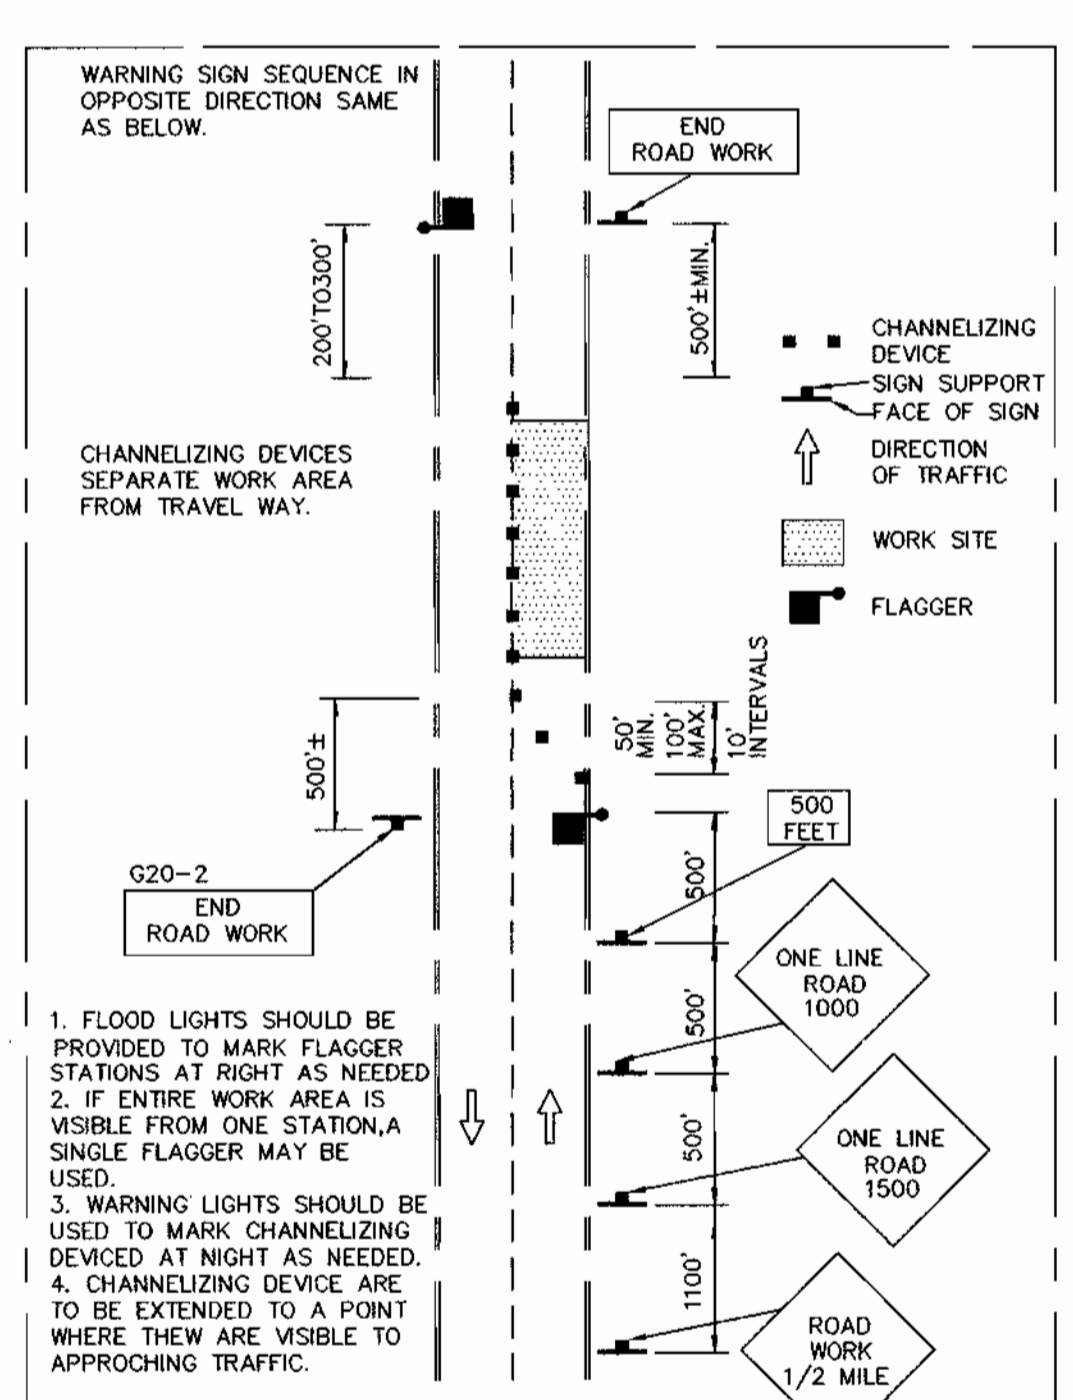 WARNING SIGN SEQUENCE IN
OPPOSITE DIRECTION SAME
AS BELOW.
END
ROAD WORK
200'TO300'
500'±MIN.
CHANNELIZING
DEVICE
SIGN SUPPORT
FACE OF SIGN
DIRECTION
OF TRAFFIC
WORK SITE
FLAGGER
CHANNELIZING DEVICES
SEPARATE WORK AREA
FROM TRAVEL WAY.
500'±
50'
MIN.
100'
MAX.
10'
INTERVALS
500
FEET
G20-2
END
ROAD WORK
500'
ONE LINE
ROAD
1000
500'
ONE LINE
ROAD
1500
500'
1100'
ROAD
WORK
1/2 MILE
1. FLOOD LIGHTS SHOULD BE
PROVIDED TO MARK FLAGGER
STATIONS AT RIGHT AS NEEDED
2. IF ENTIRE WORK AREA IS
VISIBLE FROM ONE STATION,A
SINGLE FLAGGER MAY BE
USED.
3. WARNING LIGHTS SHOULD BE
USED TO MARK CHANNELIZING
DEVICED AT NIGHT AS NEEDED.
4. CHANNELIZING DEVICE ARE
TO BE EXTENDED TO A POINT
WHERE THEW ARE VISIBLE TO
APPROCHING TRAFFIC.